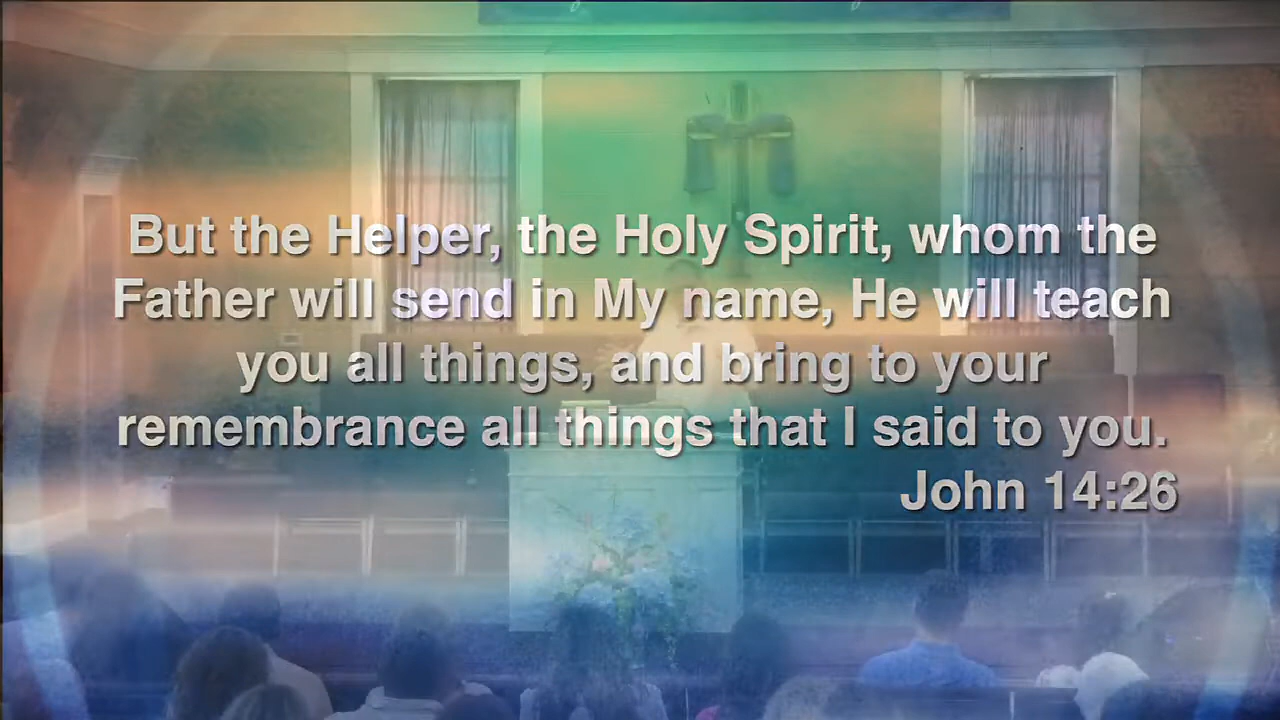 But the Helper, the Holy Spirit, whom the
Father will send in My name, He will teach
you all things, and bring to your
remembrance all things that I said to you.
John 14:26